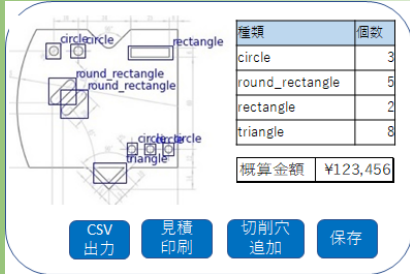 circle
circle
rectangle
round_rectangle
round_rectangle
circle
circle
circle
triangle
種類 個数
circle 3
round_rectangle 5
rectangle 2
triangle 8
概算金額 ¥123,456
CSV
出力
見積
印刷
切削穴
追加
保存